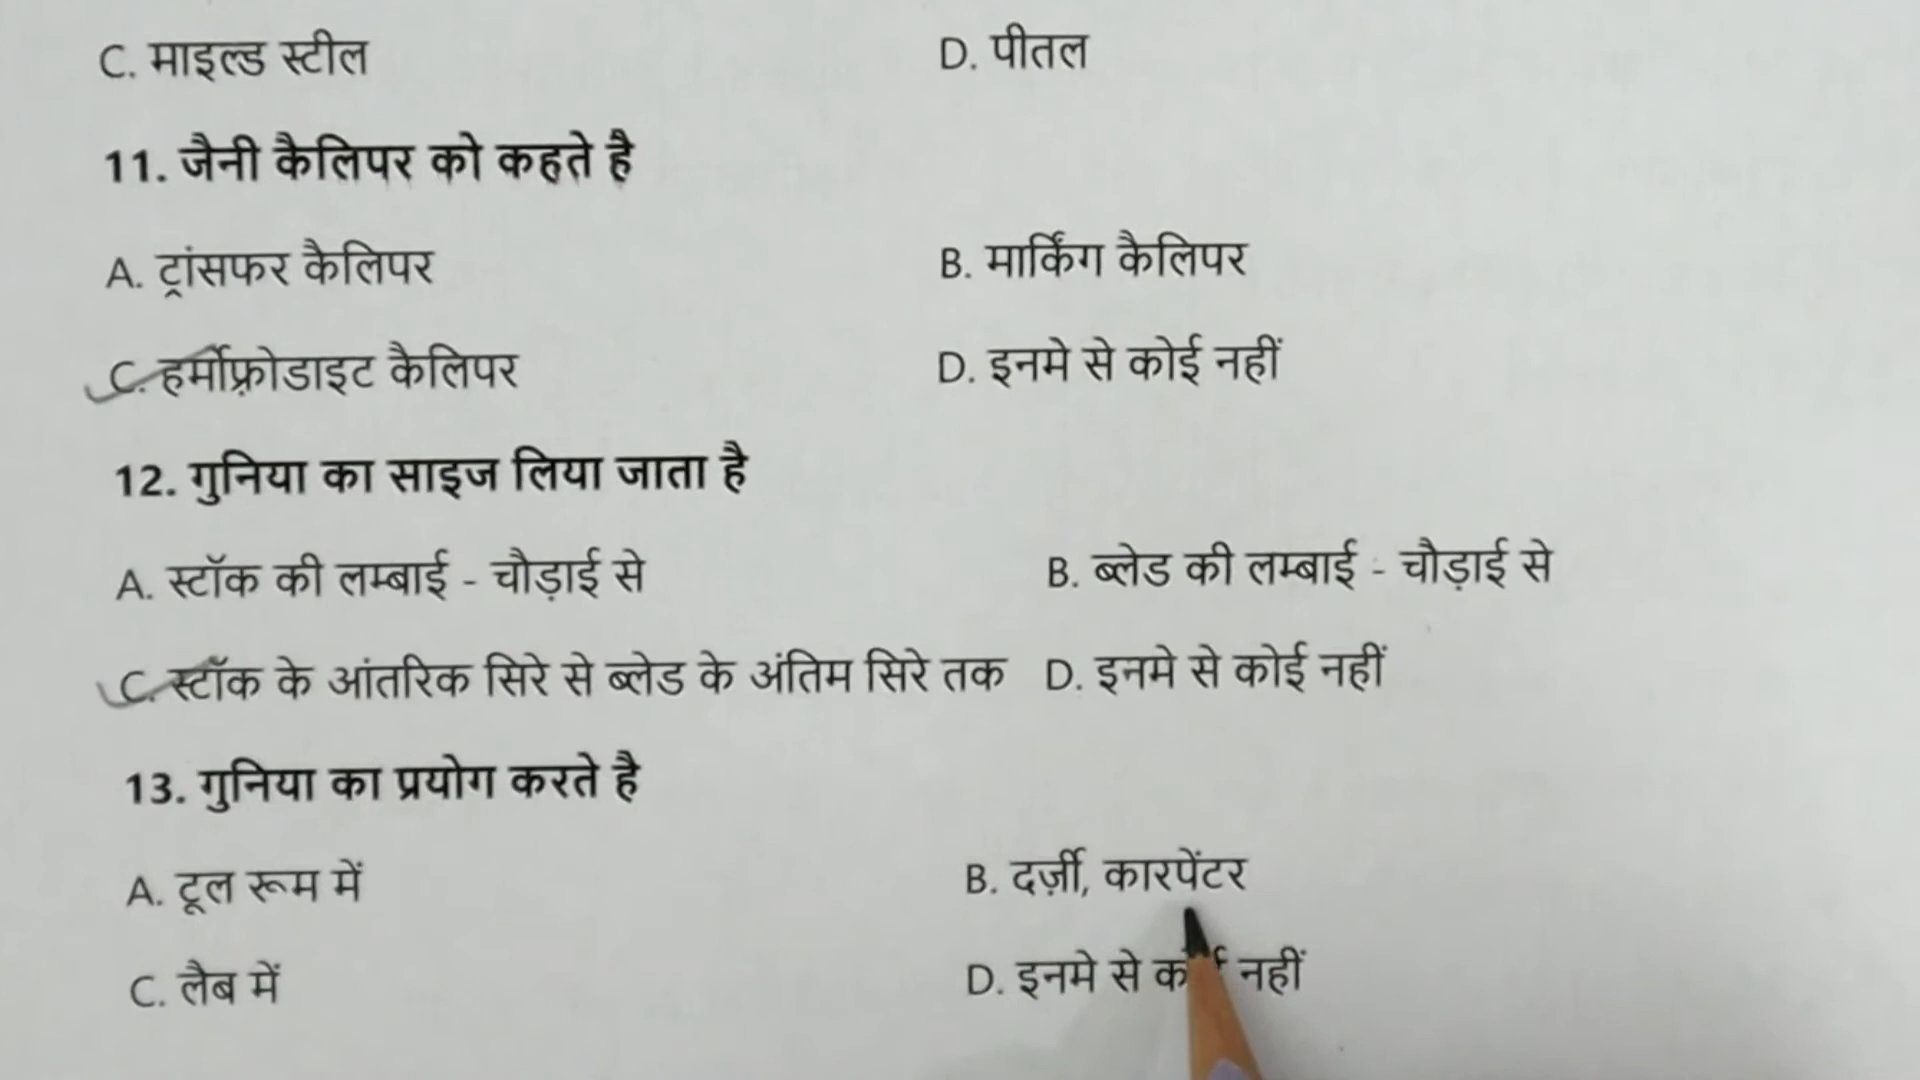 C. माइल्ड स्टील D. पीतल
11. जैनी कैलिपर को कहते है
A. ट्रांसफर कैलिपर B. मार्किंग कैलिपर
C. हर्मोफ़्रोडाइट कैलिपर D. इनमे से कोई नहीं
12. गुनिया का साइज लिया जाता है
A. स्टॉक की लम्बाई - चौड़ाई से B. ब्लेड की लम्बाई - चौड़ाई से
C. स्टॉक के आंतरिक सिरे से ब्लेड के अंतिम सिरे तक D. इनमे से कोई नहीं
13. गुनिया का प्रयोग करते है
A. टूल रूम में B. दर्ज़ी, कारपेंटर
C. लैब में D. इनमे से नहीं